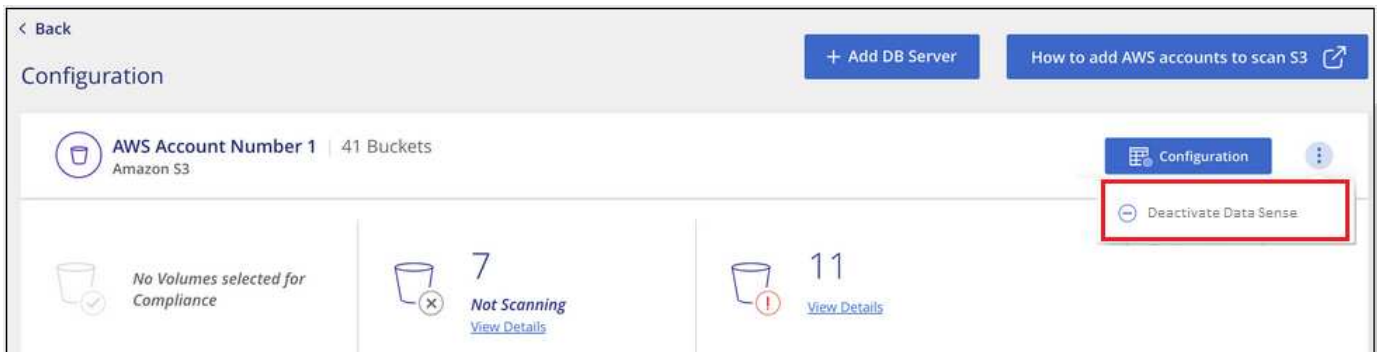 < Back
Configuration
+ Add DB Server
How to add AWS accounts to scan S3
AWS Account Number 1 | 41 Buckets
Amazon S3
Configuration
Deactivate Data Sense
No Volumes selected for
Compliance
7
Not Scanning
View Details
11
View Details